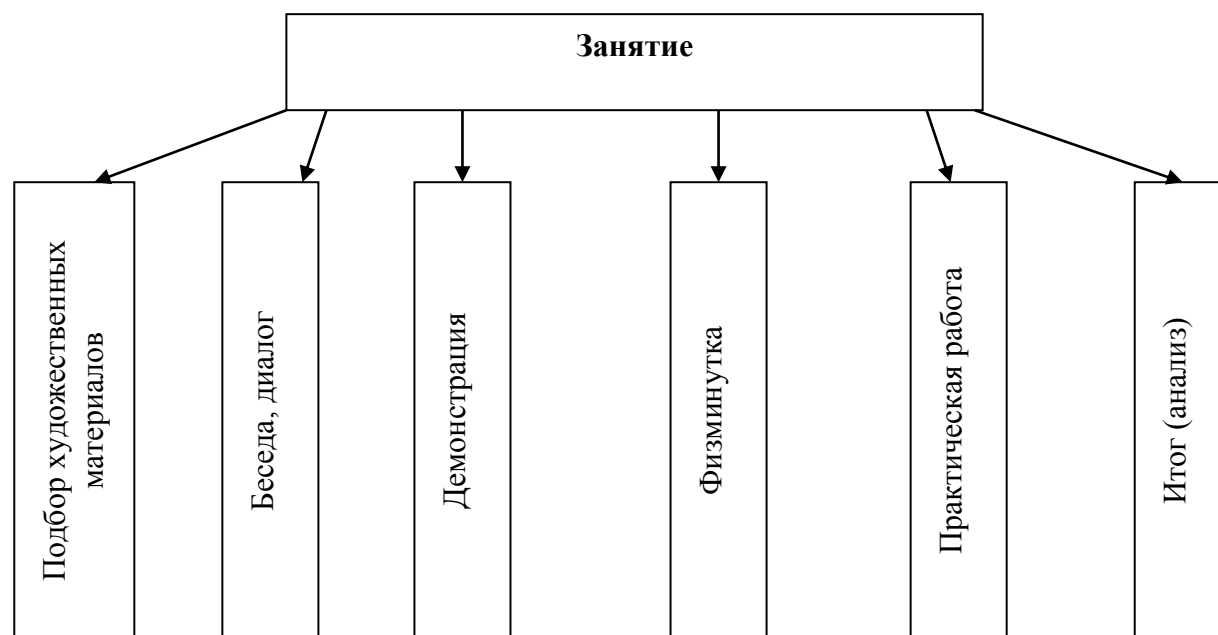 Занятие
Подбор художественных
материалов
Беседа, диалог
Демонстрация
Физминутка
Практическая работа
Итог (анализ)